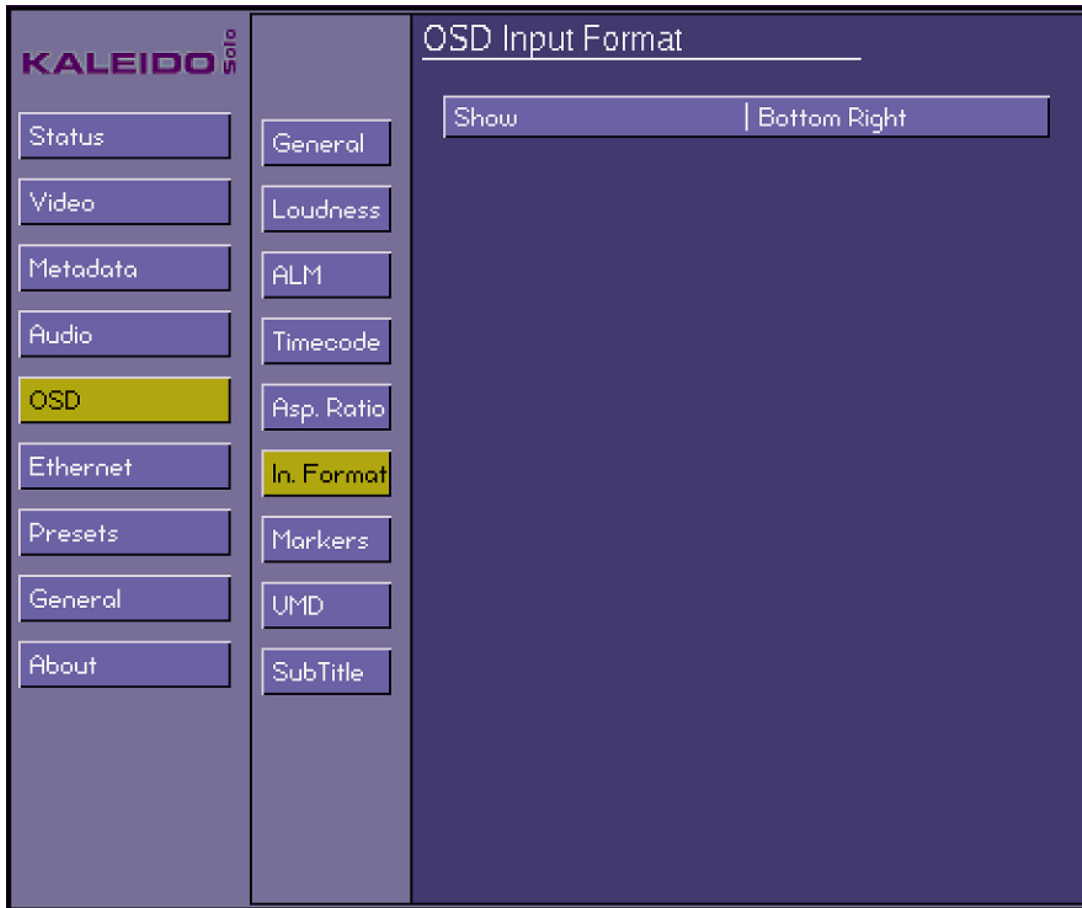 KALEIDO Solo
Status
Video
Metadata
Audio
OSD
Ethernet
Presets
General
About
General
Loudness
ALM
Timecode
Asp. Ratio
In. Format
Markers
UMD
SubTitle
OSD Input Format
Show Bottom Right